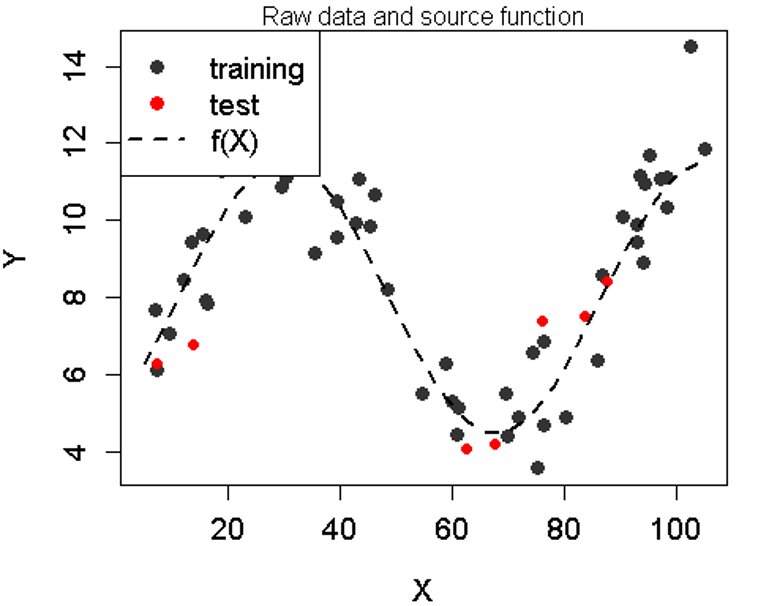 Raw data and source function
training
test
f(X)
14
12
10
8
6
4
Y
20 40 60 80 100
X